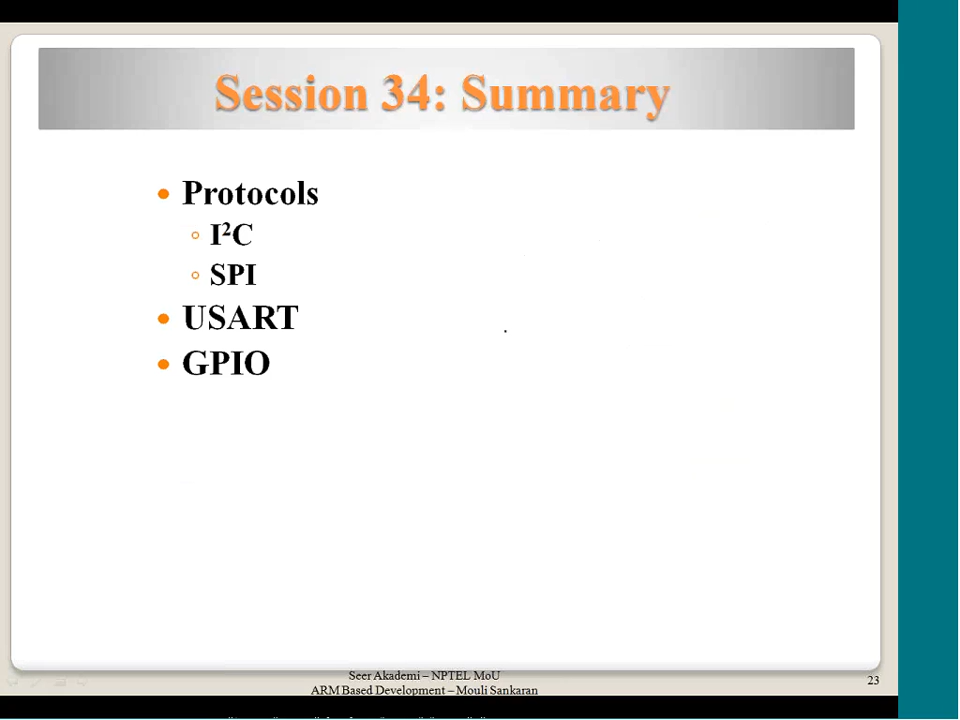 Session 34: Summary
• Protocols
◦ I²C
◦ SPI
• USART
• GPIO
Seer Akademi – NPTEL MoU
ARM Based Development – Mouli Sankaran
23